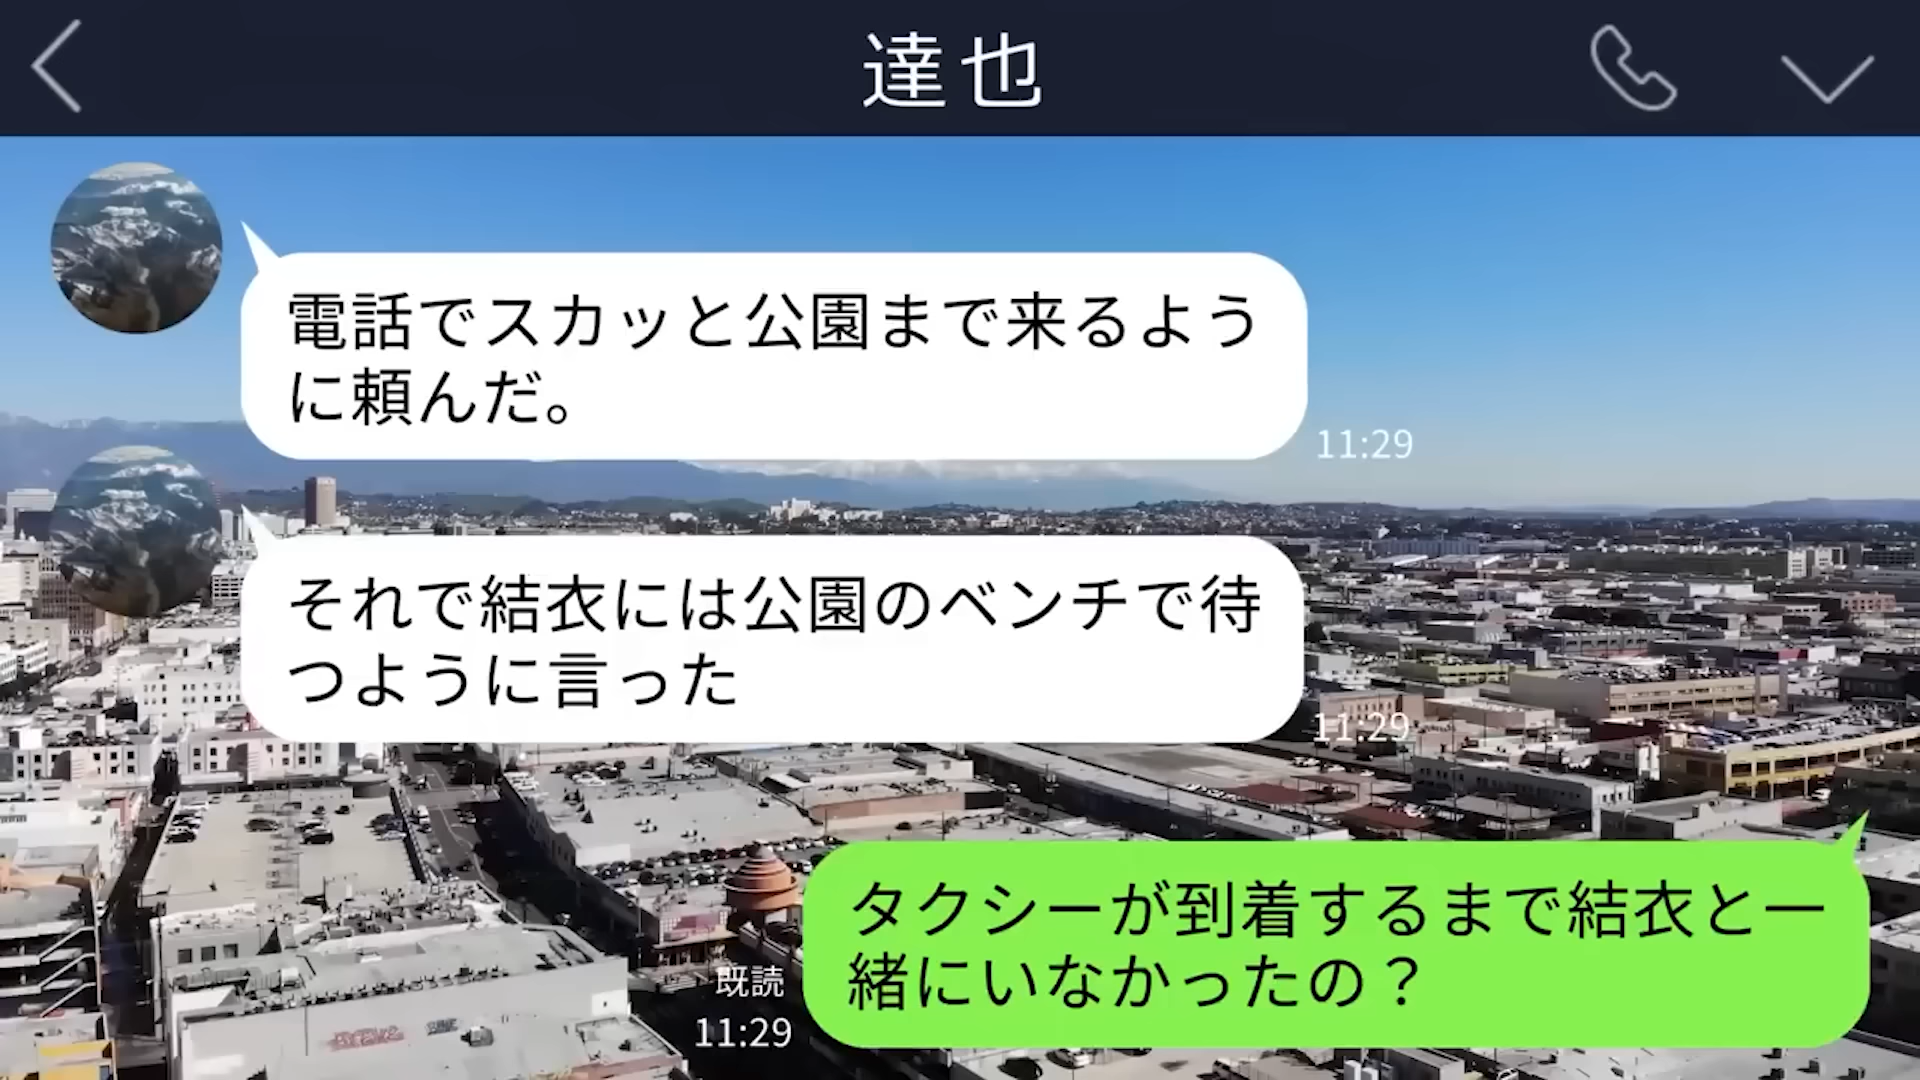 達也
電話でスカッと公園まで来るよう
に頼んだ。
11:29
それで結衣には公園のベンチで待
つように言った
11:29
タクシーが到着するまで結衣と一
緒にいなかったの？
既読
11:29